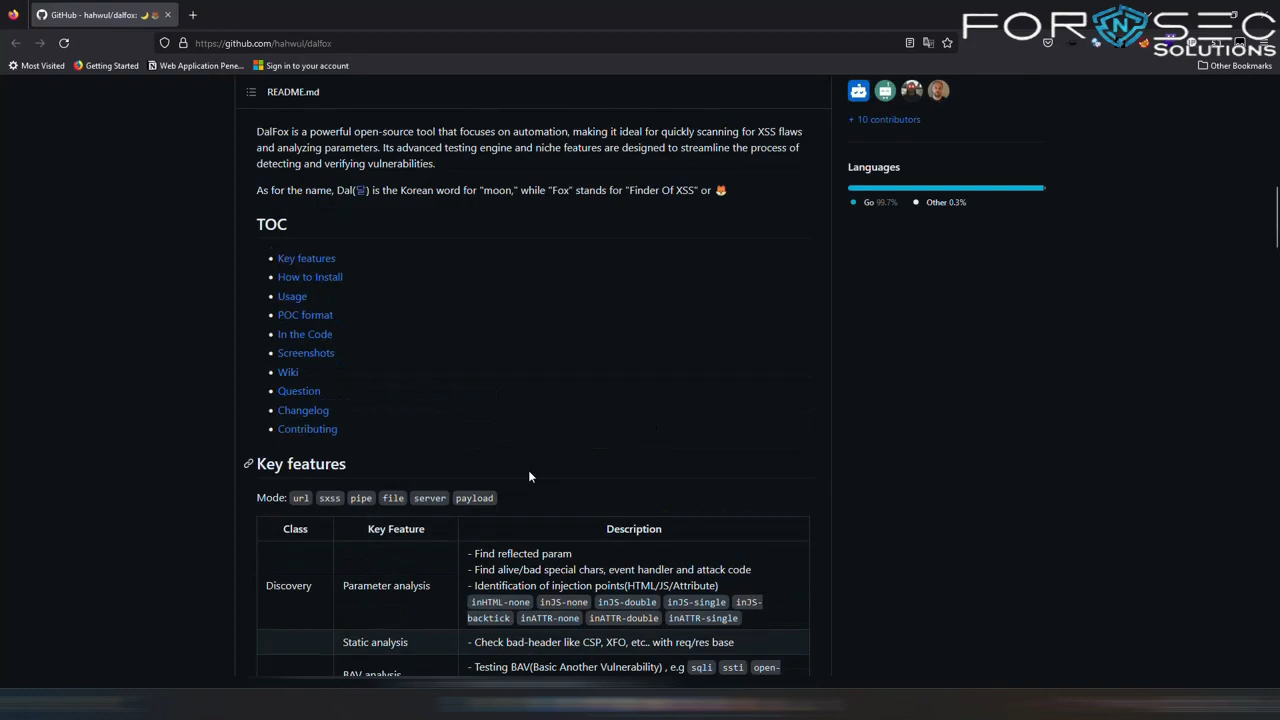 GitHub - hahwul/dalfox: 🌙🦊
FORNSEC
SOLUTIONS
https://github.com/hahwul/dalfox
Most Visited
Getting Started
Web Application Pene...
Sign in to your account
Other Bookmarks
README.md
+ 10 contributors
DalFox is a powerful open-source tool that focuses on automation, making it ideal for quickly scanning for XSS flaws
and analyzing parameters. Its advanced testing engine and niche features are designed to streamline the process of
detecting and verifying vulnerabilities.
As for the name, Dal(달) is the Korean word for "moon," while "Fox" stands for "Finder Of XSS" or 🦊
Languages
Go 99.7%
Other 0.3%
TOC
Key features
How to Install
Usage
POC format
In the Code
Screenshots
Wiki
Question
Changelog
Contributing
Key features
Mode: url sxss pipe file server payload
Class Key Feature Description
Discovery
Parameter analysis
- Find reflected param
- Find alive/bad special chars, event handler and attack code
- Identification of injection points(HTML/JS/Attribute)
inHTML-none inJS-none inJS-double inJS-single inJS-
backtick inATTR-none inATTR-double inATTR-single
Static analysis
- Check bad-header like CSP, XFO, etc.. with req/res base
BAV analysis
- Testing BAV(Basic Another Vulnerability) , e.g sqli ssti open-